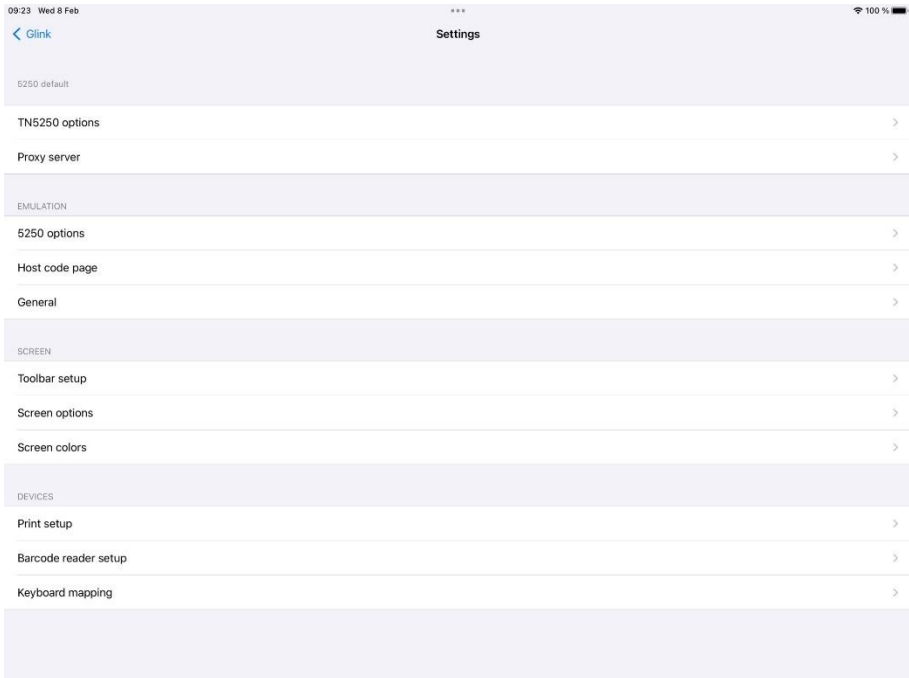 09:23 Wed 8 Feb
100 %
Glink
Settings
5250 default
TN5250 options
Proxy server
EMULATION
5250 options
Host code page
General
SCREEN
Toolbar setup
Screen options
Screen colors
DEVICES
Print setup
Barcode reader setup
Keyboard mapping